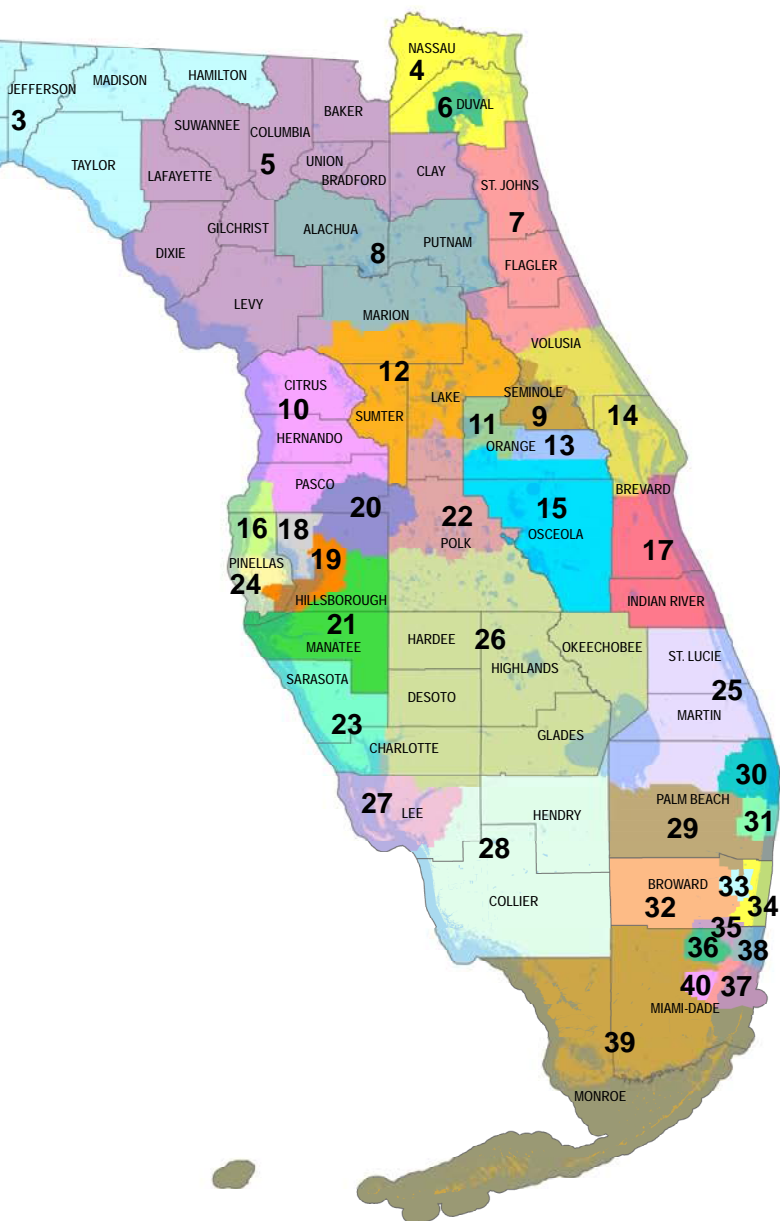 NASSAU
4
HAMILTON
MADISON
JEFFERSON
3
6
DUVAL
BAKER
SUWANNEE
COLUMBIA
TAYLOR
5
UNION
BRADFORD
CLAY
LAFAYETTE
ST. JOHNS
7
GILCHRIST
ALACHUA
8
PUTNAM
DIXIE
FLAGLER
LEVY
MARION
VOLUSIA
12
CITRUS
10
LAKE
SEMINOLE
9
14
SUMTER
11
HERNANDO
ORANGE
13
PASCO
BREVARD
20
15
22
16
18
OSCEOLA
POLK
17
19
PINELLAS
24
HILLSBOROUGH
INDIAN RIVER
21
MANATEE
HARDEE
26
HIGHLANDS
OKEECHOBEE
ST. LUCIE
SARASOTA
25
DESOTO
MARTIN
23
CHARLOTTE
GLADES
30
27
LEE
HENDRY
PALM BEACH
31
29
28
BROWARD
33
COLLIER
32
34
35
36
38
40
37
MIAMI-DADE
39
MONROE